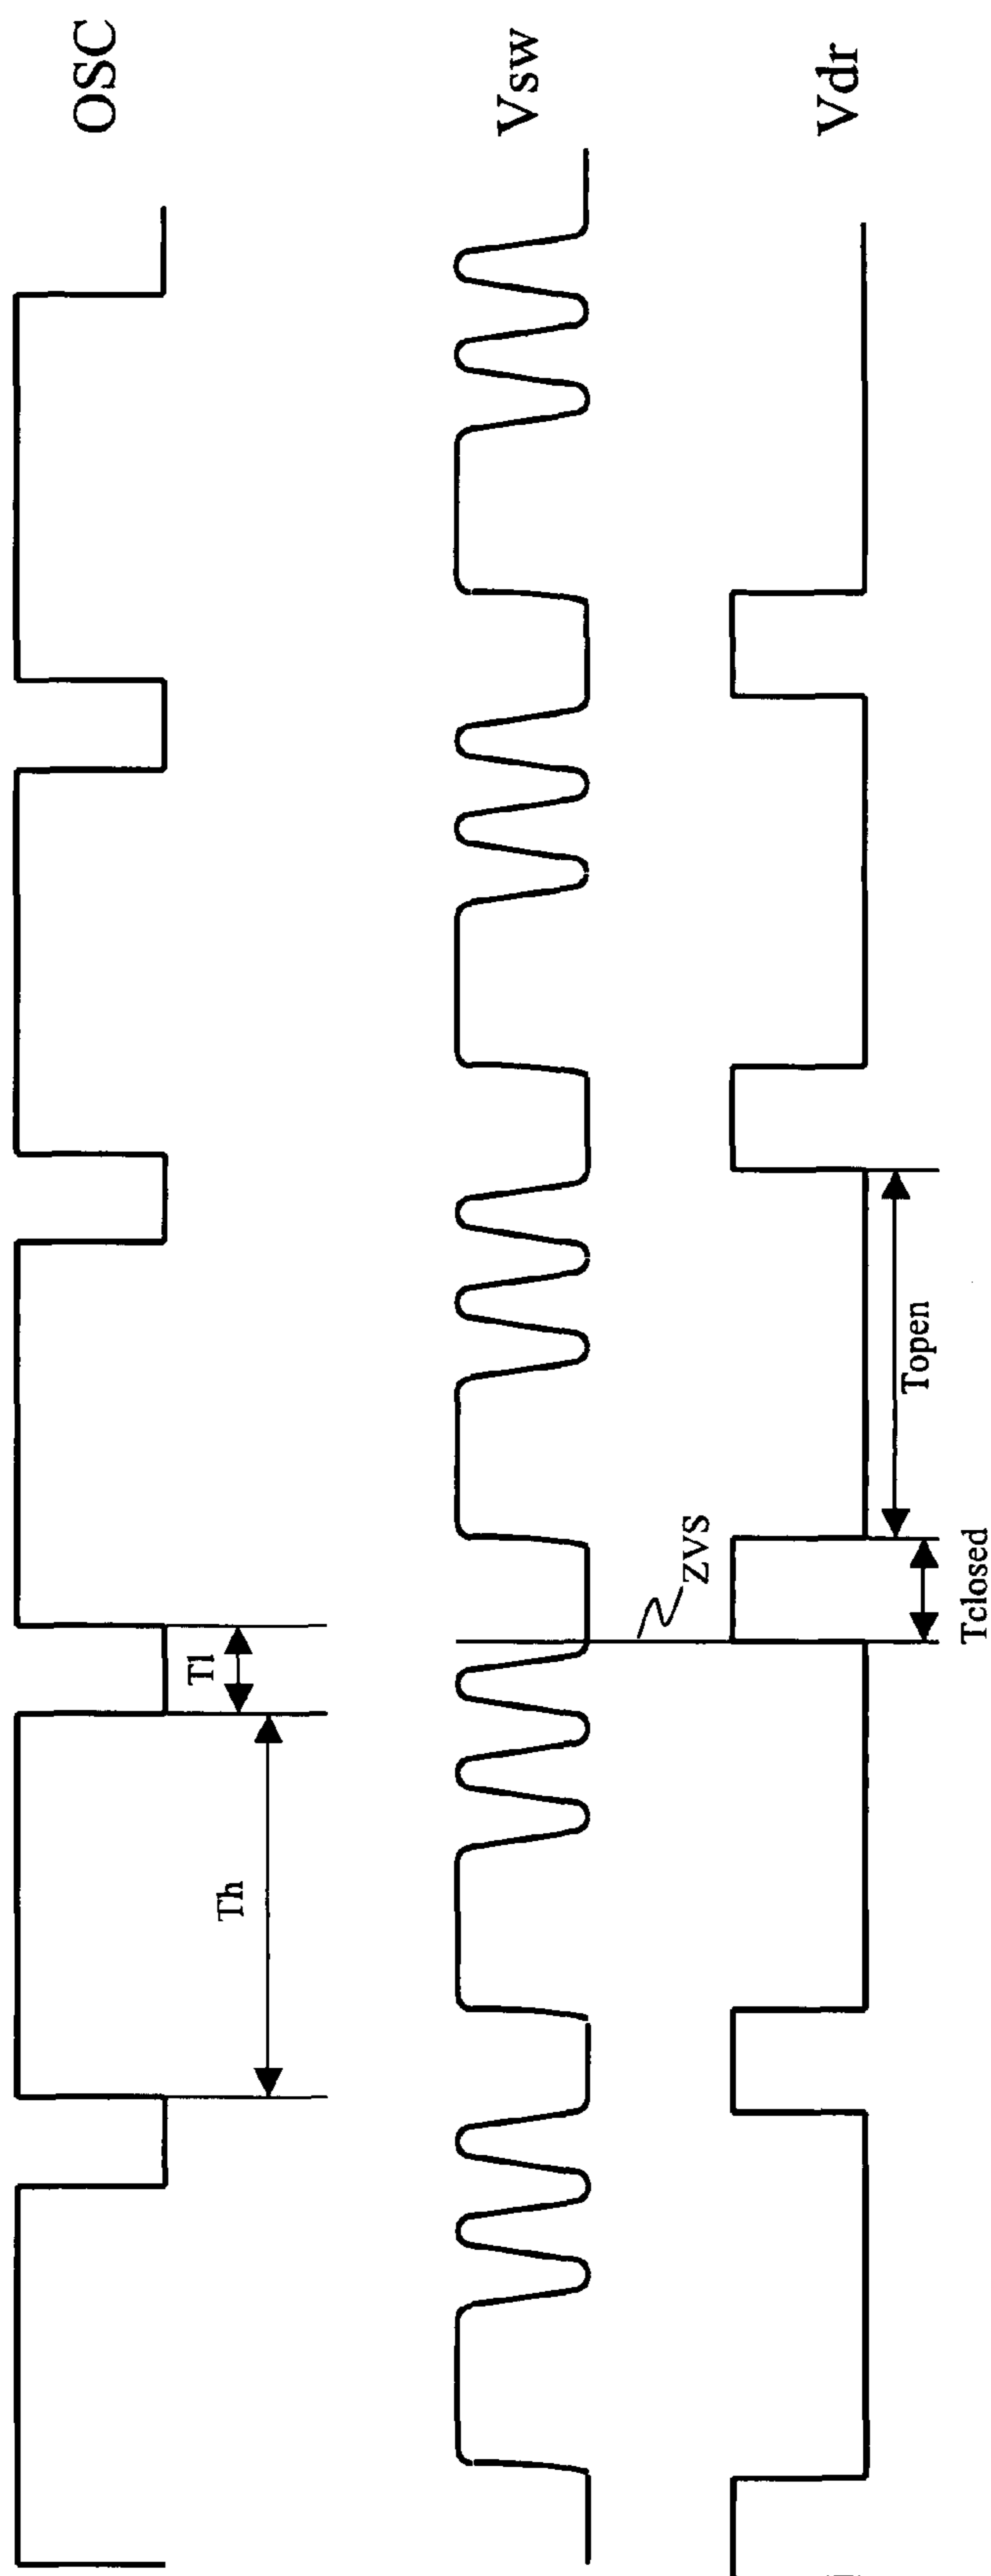 OSC
Vsw
Vdr
Tl
Th
ZVS
Topen
Tclosed